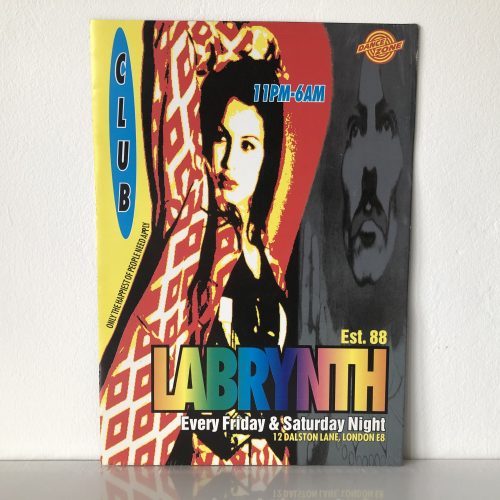 CLUB
DANCE
ZONE
11PM-6AM
ONLY THE HAPPIEST OF PEOPLE NEED APPLY.
Est. 88
LABRYNTH
Every Friday & Saturday Night
12 DALSTON LANE, LONDON E8